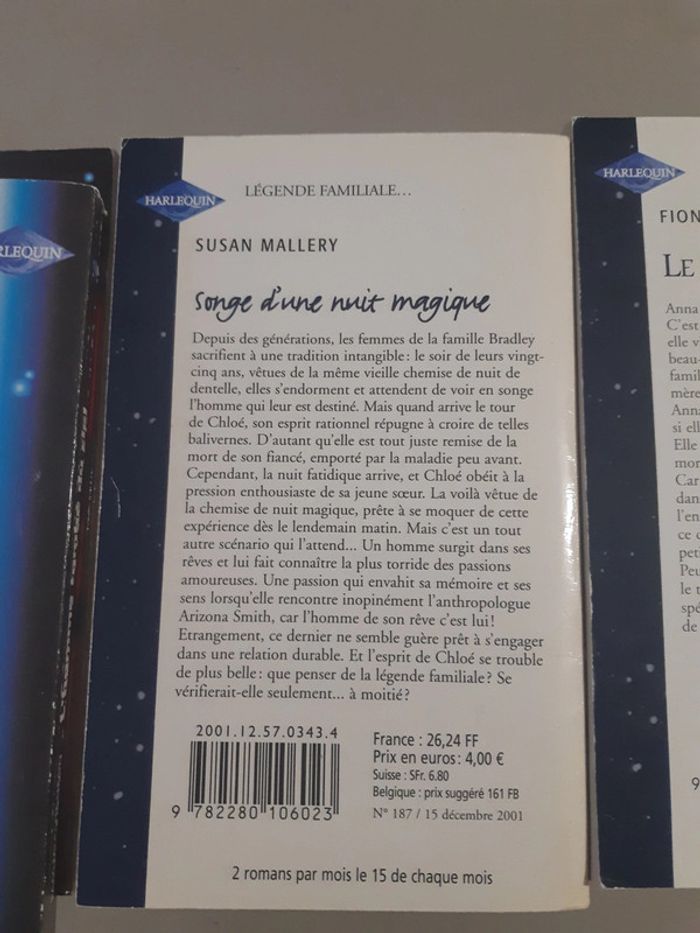 HARLEQUIN
LÉGENDE FAMILIALE...
SUSAN MALLERY
Songe d'une nuit magique
Depuis des générations, les femmes de la famille Bradley
sacrifient à une tradition intangible : le soir de leurs vingt-
cinq ans, vêtues de la même vieille chemise de nuit de
dentelle, elles s'endorment et attendent de voir en songe
l'homme qui leur est destiné. Mais quand arrive le tour
de Chloé, son esprit rationnel répugne à croire de telles
balivernes. D'autant qu'elle est tout juste remise de la
mort de son fiancé, emporté par la maladie peu avant.
Cependant, la nuit fatidique arrive, et Chloé obéit à la
pression enthousiaste de sa jeune sœur. La voilà vêtue de
la chemise de nuit magique, prête à se moquer de cette
expérience dès le lendemain matin. Mais c'est un tout
autre scénario qui l'attend... Un homme surgit dans ses
rêves et lui fait connaître la plus torride des passions
amoureuses. Une passion qui envahit sa mémoire et ses
sens lorsqu'elle rencontre inopinément l'anthropologue
Arizona Smith, car l'homme de son rêve c'est lui !
Etrangement, ce dernier ne semble guère prêt à s'engager
dans une relation durable. Et l'esprit de Chloé se trouble
de plus belle : que penser de la légende familiale ? Se
vérifierait-elle seulement... à moitié ?
2001.12.57.0343.4
9 782280 106023
France : 26,24 FF
Prix en euros : 4,00 €
Suisse : SFr. 6.80
Belgique : prix suggéré 161 FB
N° 187 / 15 décembre 2001
2 romans par mois le 15 de chaque mois
RLEQUIN
HARLEQUIN
FION
LE
Anna
C'est
elle v
beau-
famil
mère
Anna
si ell
Elle
mor
Car
dan
l'en
ce
peti
Peu
le t
spé
de
9